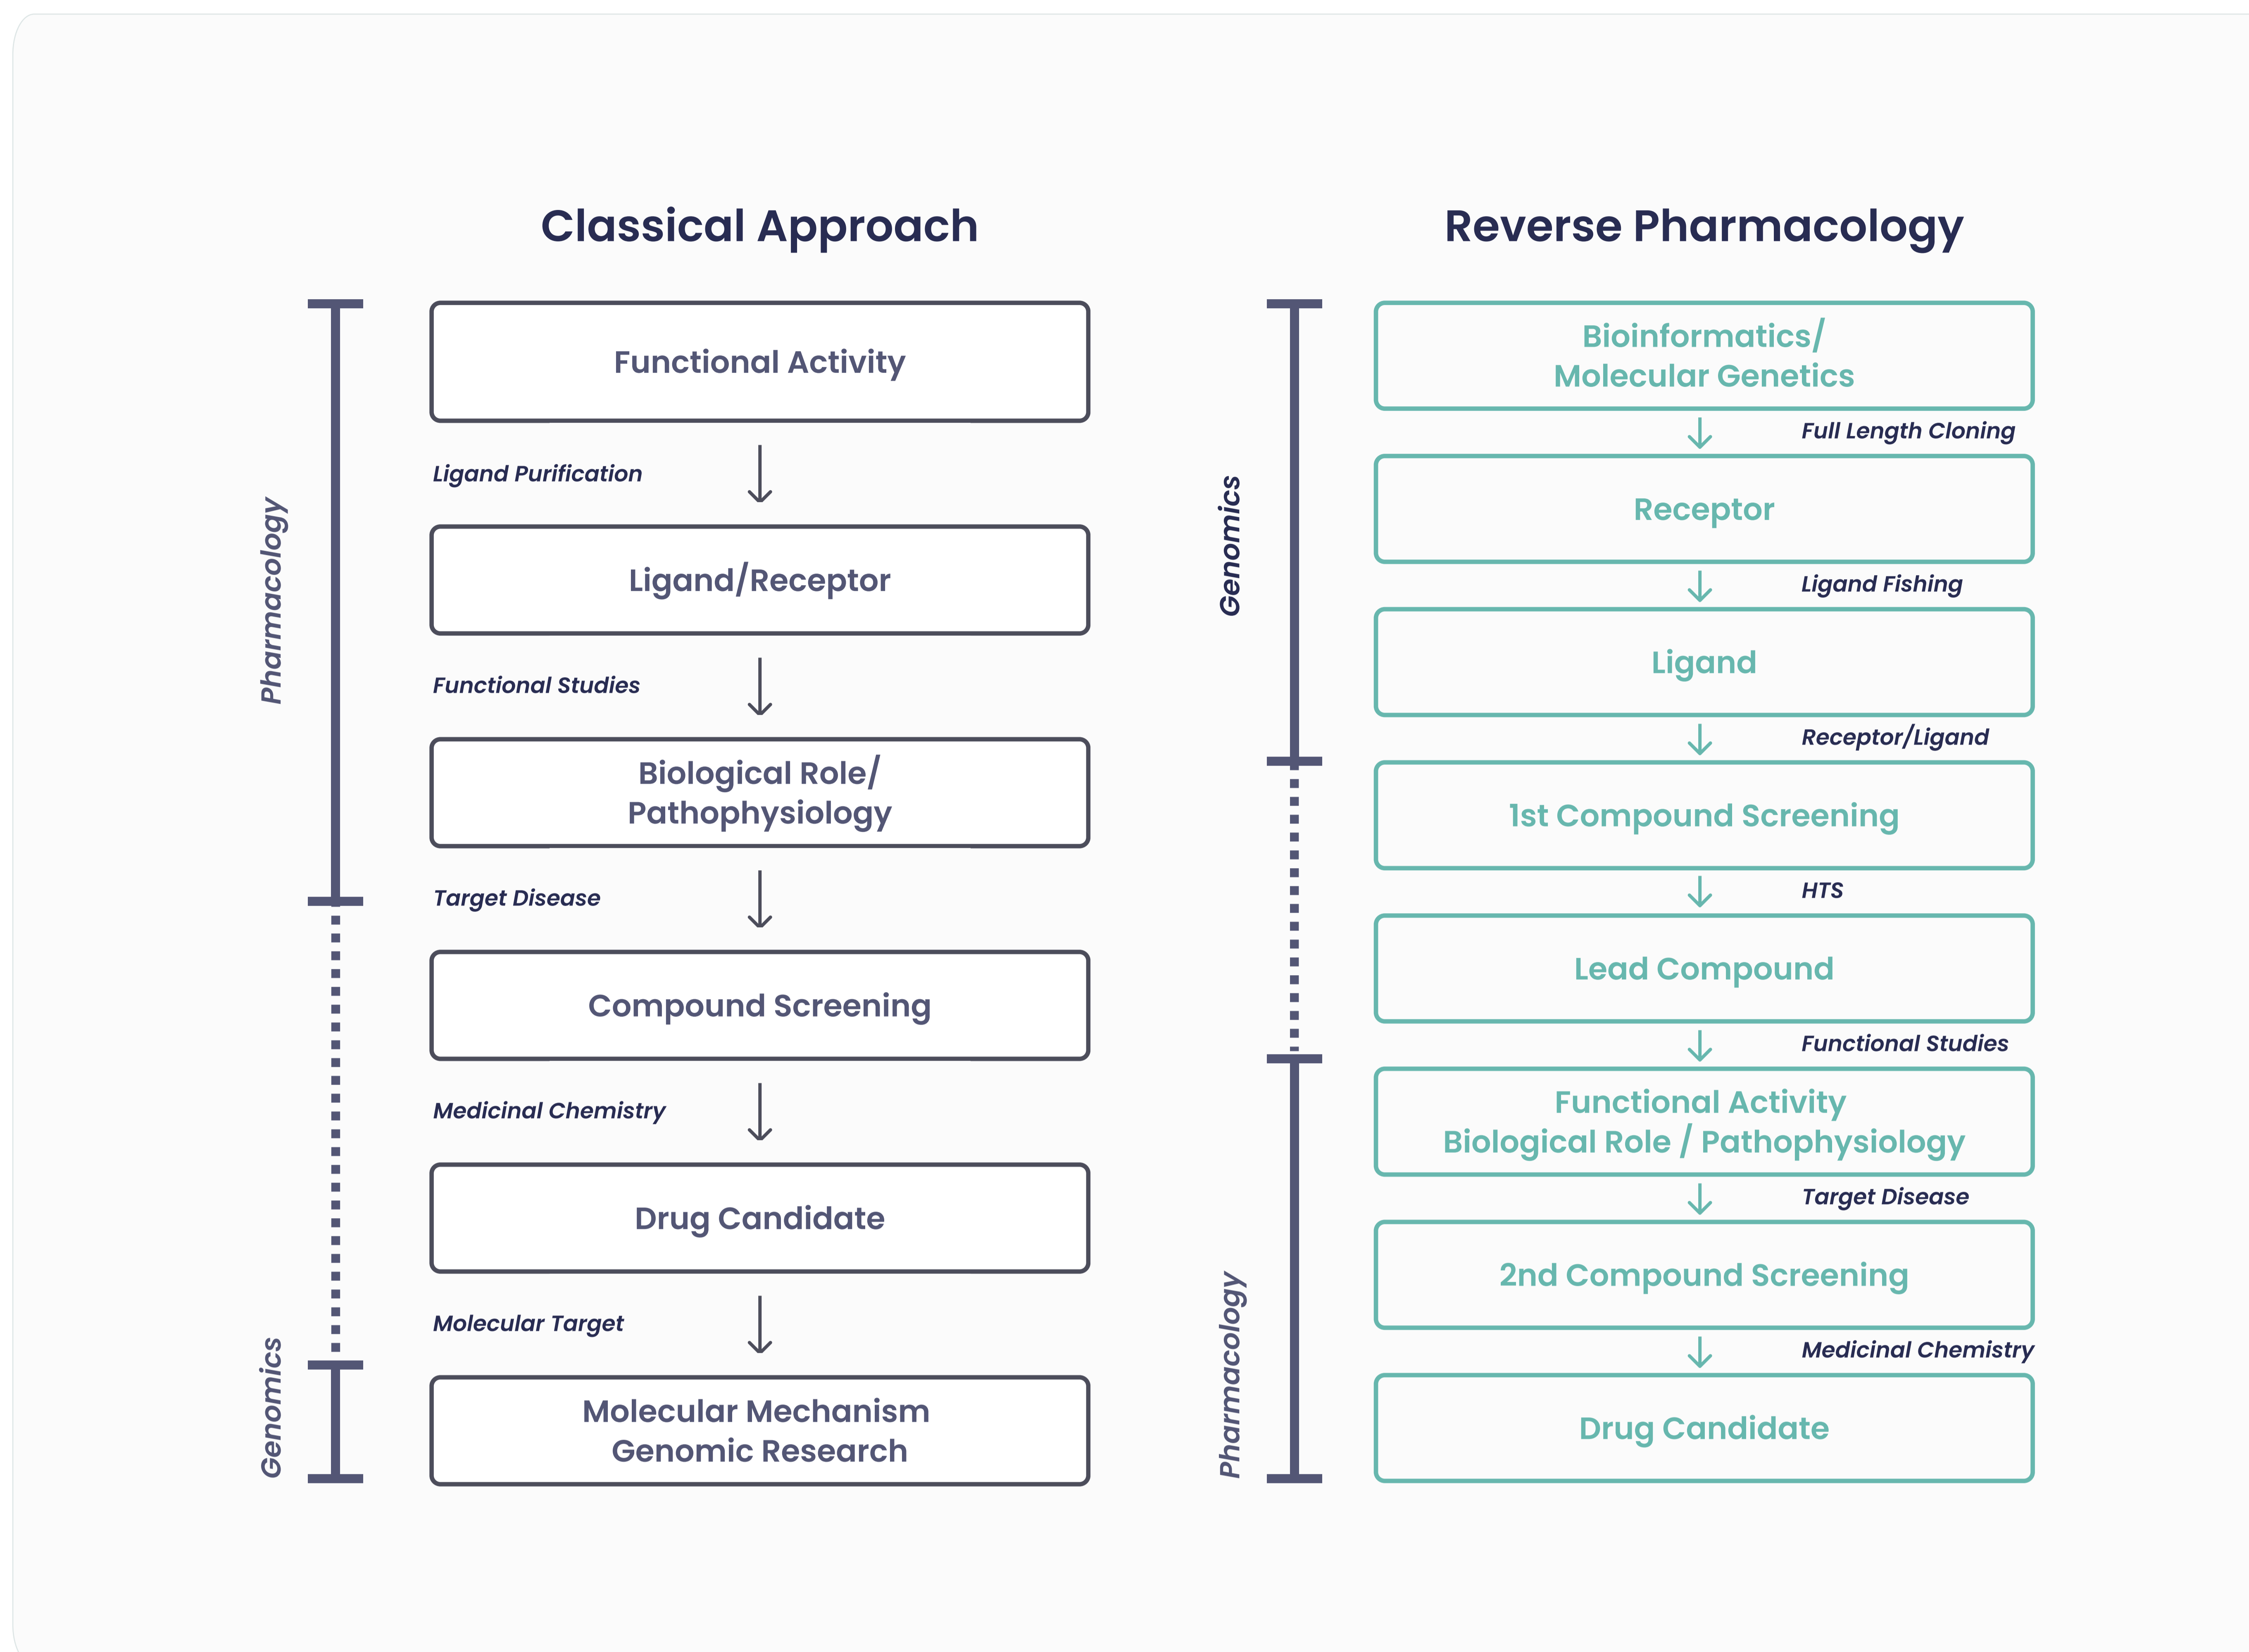 Classical Approach
Pharmacology
Genomics
Functional Activity
Ligand Purification
Ligand/Receptor
Functional Studies
Biological Role/
Pathophysiology
Target Disease
Compound Screening
Medicinal Chemistry
Drug Candidate
Molecular Target
Molecular Mechanism
Genomic Research
Reverse Pharmacology
Genomics
Pharmacology
Bioinformatics/
Molecular Genetics
Full Length Cloning
Receptor
Ligand Fishing
Ligand
Receptor/Ligand
1st Compound Screening
HTS
Lead Compound
Functional Studies
Functional Activity
Biological Role / Pathophysiology
Target Disease
2nd Compound Screening
Medicinal Chemistry
Drug Candidate